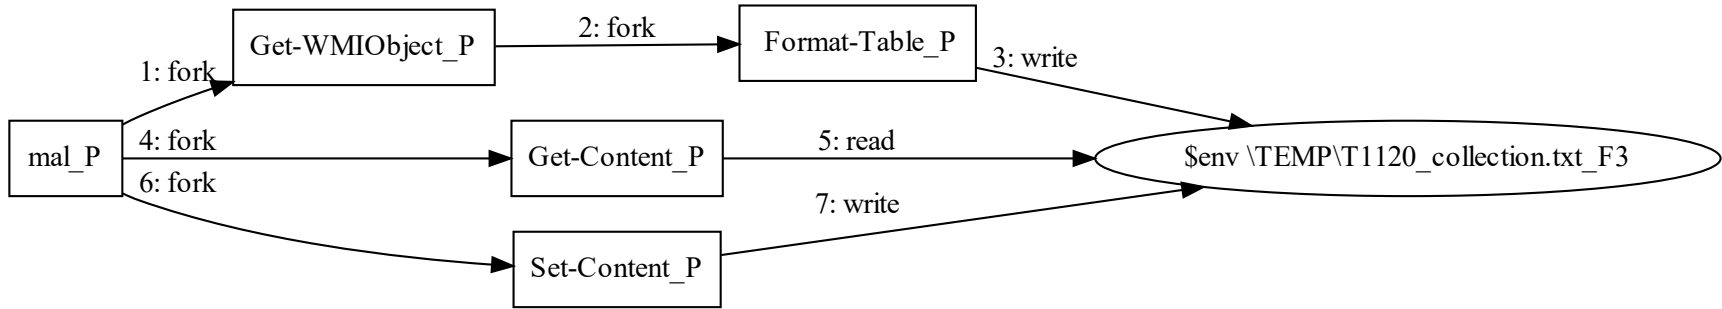 Get-WMIObject_P
2: fork
Format-Table_P
3: write
1: fork
mal_P
4: fork
Get-Content_P
5: read
$env \TEMP\T1120_collection.txt_F3
6: fork
7: write
Set-Content_P